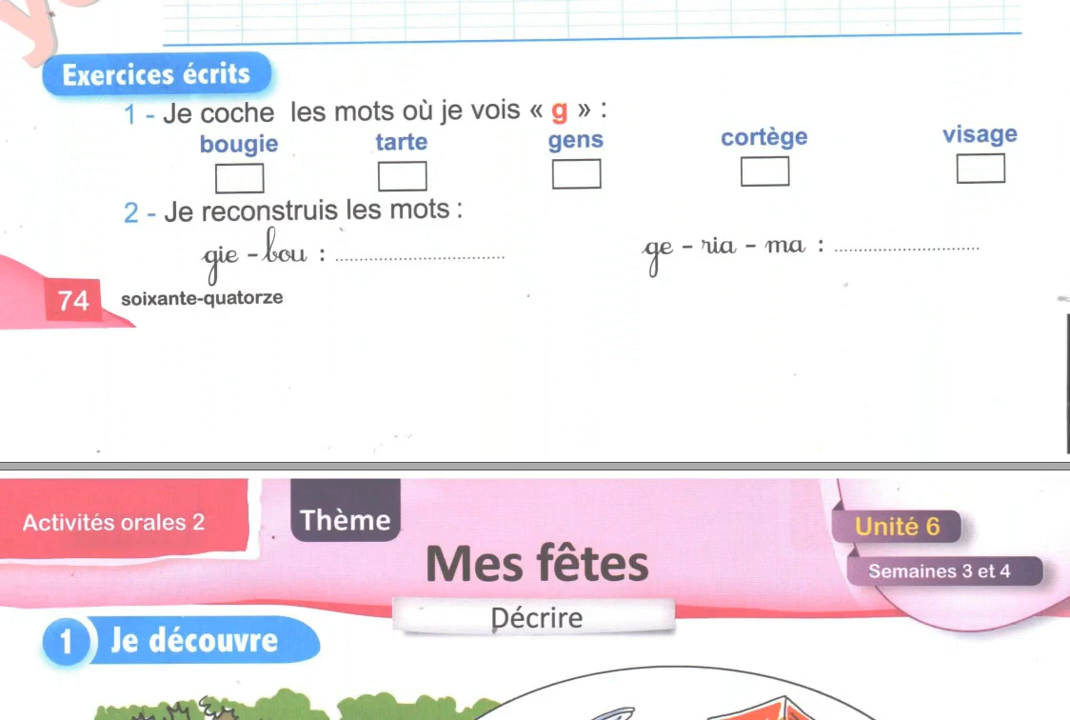 Exercices écrits
1 - Je coche les mots où je vois « g » :
bougie tarte gens cortège visage
2 - Je reconstruis les mots :
gie - bou : ........................ ge - ria - ma : ........................
74 soixante-quatorze
Activités orales 2
Thème
Mes fêtes
Unité 6
Semaines 3 et 4
Décrire
1 Je découvre